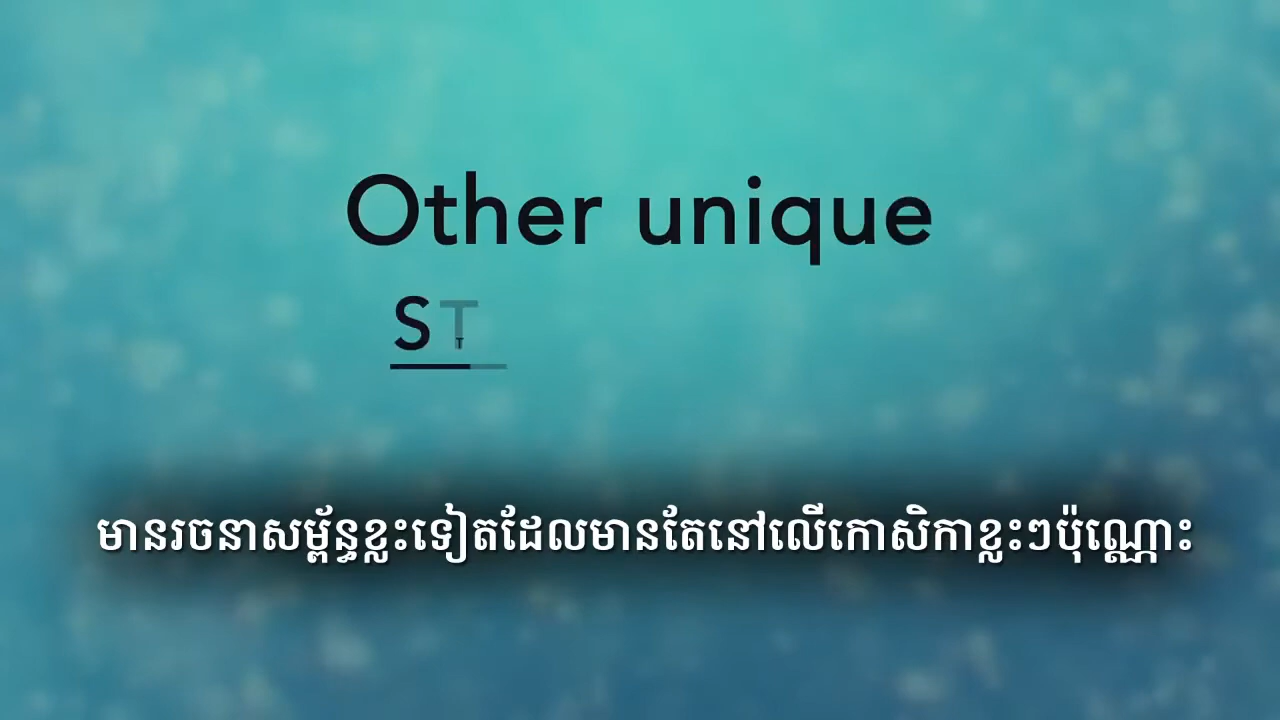 Other unique
ST
មានរចនាសម្ព័ន្ធខ្លះទៀតដែលមានតែនៅលើកោសិកាខ្លះៗប៉ុណ្ណោះ